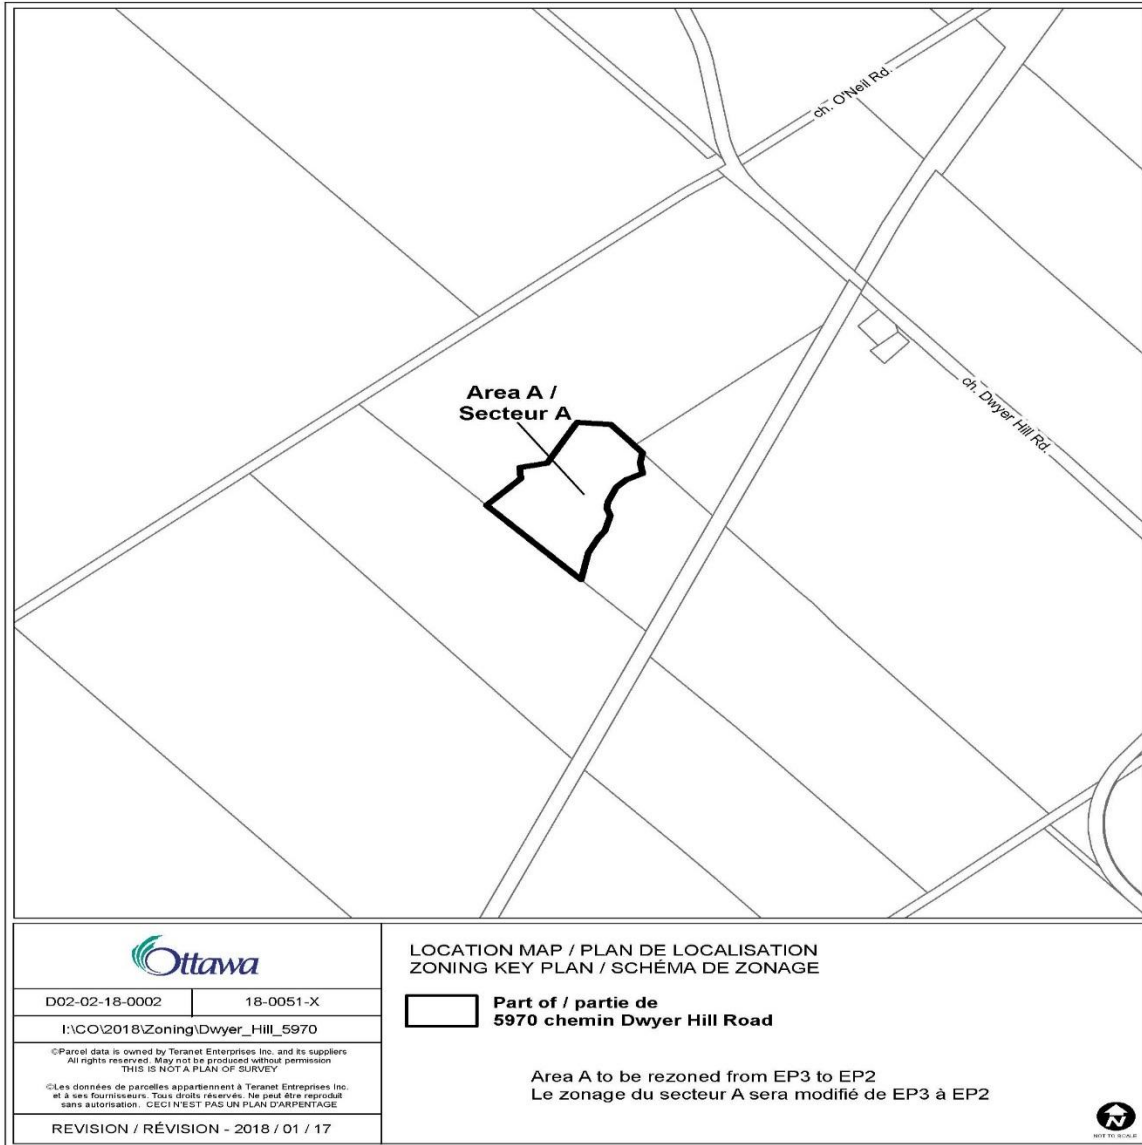 ch. O'Neil Rd.
Area A /
Secteur A
ch. Dwyer Hill Rd.
Ottawa
D02-02-18-0002
18-0051-X
I:\CO\2018\Zoning\Dwyer_Hill_5970
©Parcel data is owned by Teranet Enterprises Inc. and its suppliers
All rights reserved. May not be produced without permission
THIS IS NOT A PLAN OF SURVEY
©Les données de parcelles appartiennent à Teranet Entreprises Inc.
et à ses fournisseurs. Tous droits réservés. Ne peut être reproduit
sans autorisation. CECI N'EST PAS UN PLAN D'ARPENTAGE
REVISION / RÉVISION - 2018 / 01 / 17
LOCATION MAP / PLAN DE LOCALISATION
ZONING KEY PLAN / SCHÉMA DE ZONAGE
Part of / partie de
5970 chemin Dwyer Hill Road
Area A to be rezoned from EP3 to EP2
Le zonage du secteur A sera modifié de EP3 à EP2
N
NOT TO SCALE